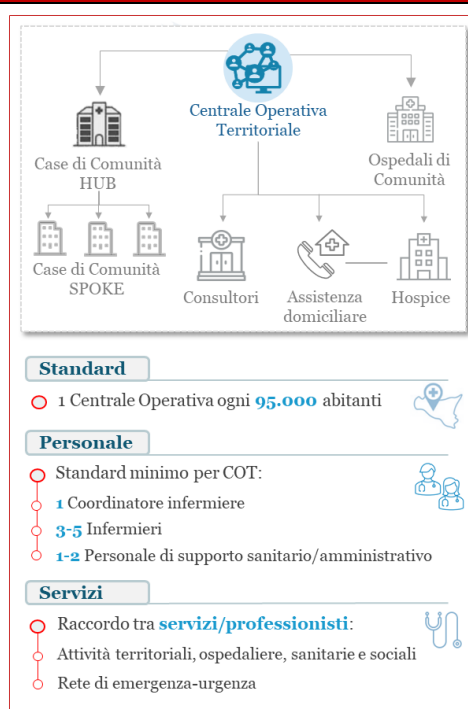 Centrale Operativa
Territoriale
Case di Comunità
HUB
Ospedali di
Comunità
Case di Comunità
SPOKE
Consultori
Assistenza
domiciliare
Hospice
Standard
1 Centrale Operativa ogni 95.000 abitanti
Personale
Standard minimo per COT:
1 Coordinatore infermiere
3-5 Infermieri
1-2 Personale di supporto sanitario/amministrativo
Servizi
Raccordo tra servizi/professionisti:
Attività territoriali, ospedaliere, sanitarie e sociali
Rete di emergenza-urgenza